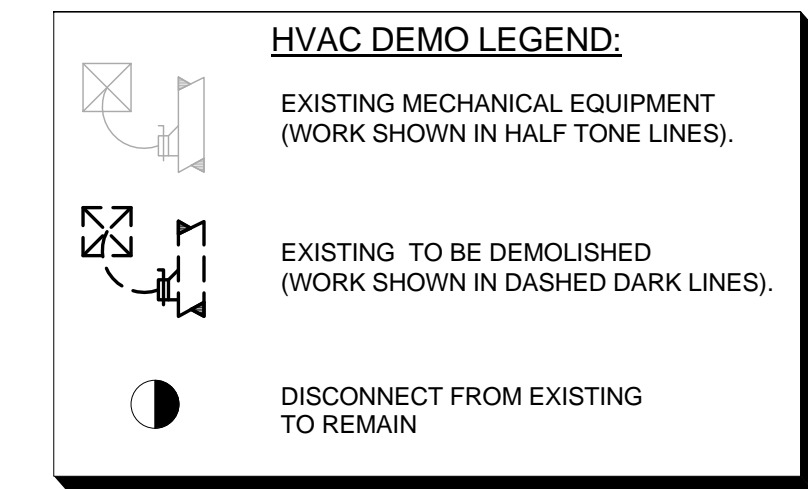 HVAC DEMO LEGEND:
EXISTING MECHANICAL EQUIPMENT
(WORK SHOWN IN HALF TONE LINES).
EXISTING TO BE DEMOLISHED
(WORK SHOWN IN DASHED DARK LINES).
DISCONNECT FROM EXISTING
TO REMAIN